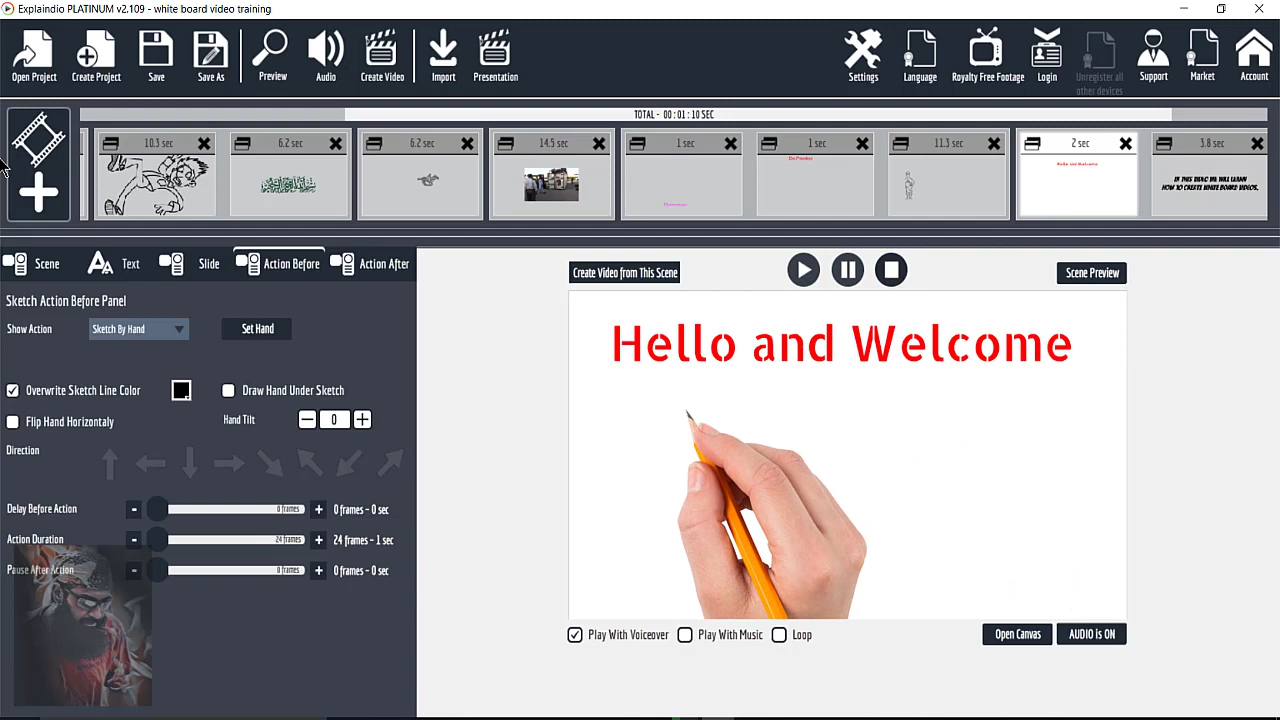 Explaindio PLATINUM v2.109 - white board video training
Open Project Create Project Save Save As Preview Audio Create Video Import Presentation Settings Language Royalty Free Footage Login Unregister all other devices Support Market Account
TOTAL - 00 : 01 : 10 SEC
10.3 sec 6.2 sec 6.2 sec 14.5 sec 1 sec 1 sec 11.3 sec 2 sec 3.8 sec
Hello and Welcome
IN THIS VIDEO WE WILL LEARN
HOW TO CREATE WHITE BOARD VIDEOS.
Scene Text Slide Action Before Action After
Create Video from This Scene Scene Preview
Sketch Action Before Panel
Show Action Sketch By Hand Set Hand
Hello and Welcome
Overwrite Sketch Line Color Draw Hand Under Sketch
Flip Hand Horizontaly Hand Tilt 0
Direction
Delay Before Action - 0 frames + 0 frames - 0 sec
Action Duration - 24 frames + 24 frames - 1 sec
Pause After Action - 0 frames + 0 frames - 0 sec
Play With Voiceover Play With Music Loop Open Canvas AUDIO is ON